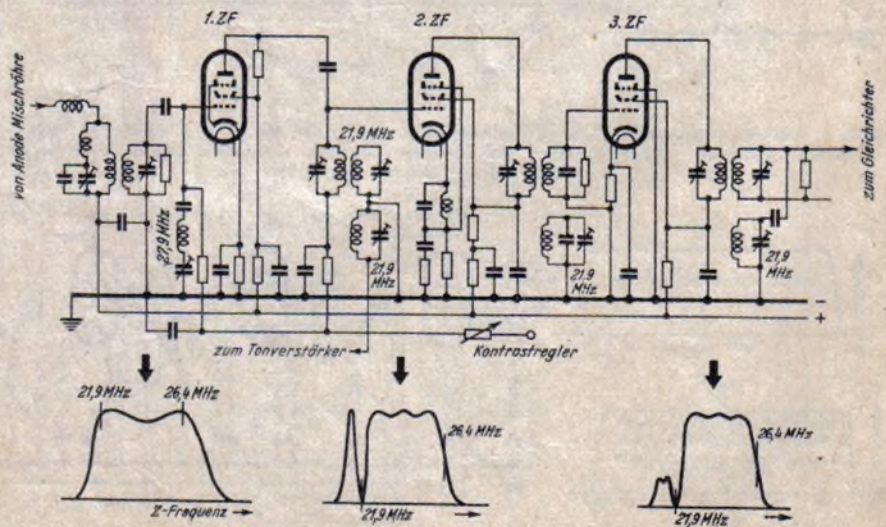 1. ZF
2. ZF
3. ZF
von Anode Mischröhre
27,9 MHz
21,9 MHz
21,9
MHz
21,9
MHz
21,9
MHz
zum Gleichrichter
−
+
zum Tonverstärker
Kontrastregler
21,9 MHz
26,4 MHz
Z-Frequenz
26,4 MHz
21,9 MHz
26,4 MHz
21,9 MHz